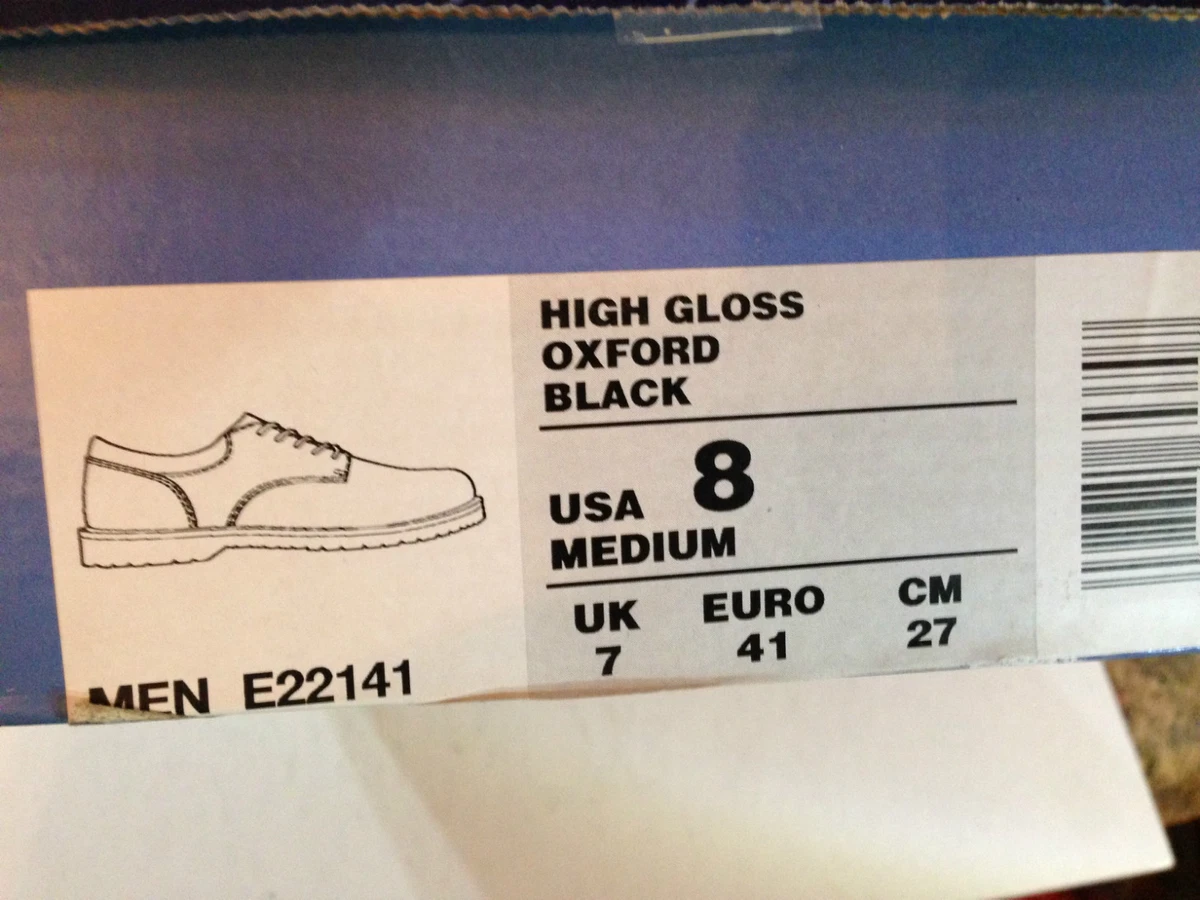 HIGH GLOSS
OXFORD
BLACK
USA 8
MEDIUM
UK EURO CM
7 41 27
MEN E22141